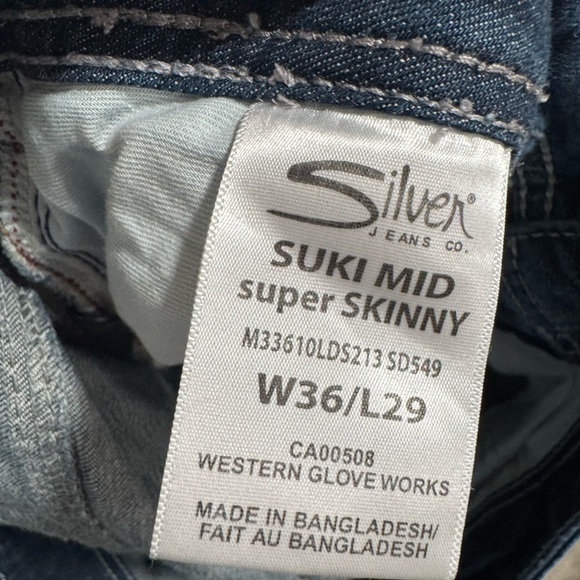 Silver®
JEANS CO.
SUKI MID
super SKINNY
M33610LDS213 SD549
W36/L29
CA00508
WESTERN GLOVE WORKS
MADE IN BANGLADESH/
FAIT AU BANGLADESH